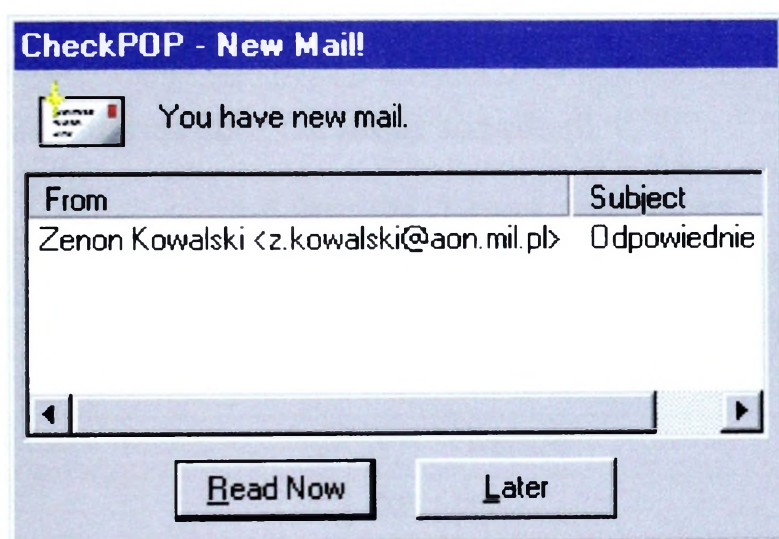 CheckPOP - New Mail!
You have new mail.
From Subject
Zenon Kowalski <z.kowalski@aon.mil.pl> Odpowiednie
Read Now Later